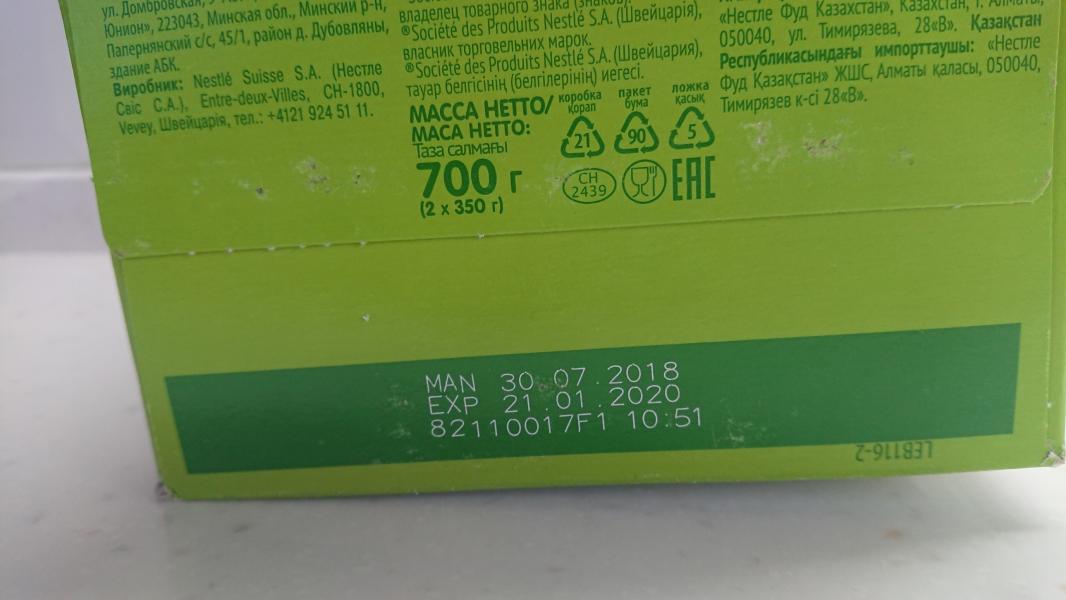 ул. Домбровская,
Юнион», 223043, Минская обл., Минский р-н,
Папернянский с/с, 45/1, район д. Дубовляны,
здание АБК.
Виробник: Nestlé Suisse S.A. (Нестле
Свіс С.А.), Entre-deux-Villes, CH-1800,
Vevey, Швейцарія, тел.: +4121 924 51 11.
владелец товарного знака (знаков).
®Société des Produits Nestlé S.A. (Швейцарія),
власник торговельних марок.
®Société des Produits Nestlé S.A. (Швейцария),
тауар белгісінің (белгілерінің) иегесі.
МАССА НЕТТО/
МАСА НЕТТО:
Таза салмағы
700 г
(2 x 350 г)
коробка пакет ложка
қорап бума қасық
21 90 5
CH
2439
EAC
«Нестле Фуд Казахстан», Казахстан, г. Алматы,
050040, ул. Тимирязева, 28«В». Қазақстан
Республикасындағы импорттаушы: «Нестле
Фуд Қазақстан» ЖШС, Алматы қаласы, 050040,
Тимирязев к-сі 28«В».
MAN 30.07.2018
EXP 21.01.2020
82110017F1 10:51
LEB116-2